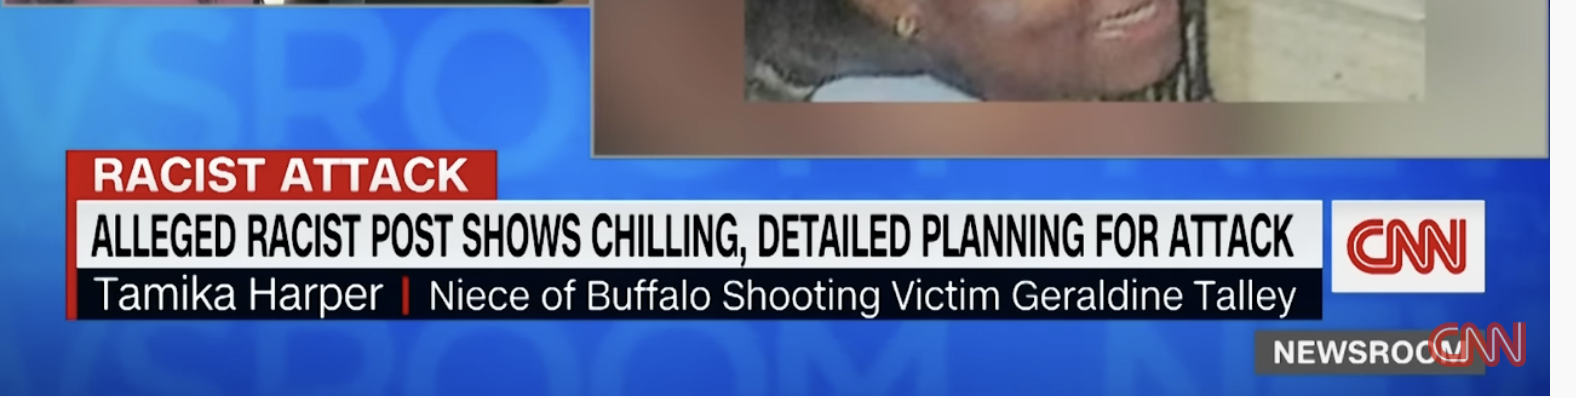 RACIST ATTACK
ALLEGED RACIST POST SHOWS CHILLING, DETAILED PLANNING FOR ATTACK
CNN
Tamika Harper | Niece of Buffalo Shooting Victim Geraldine Talley
NEWSROOM
CNN